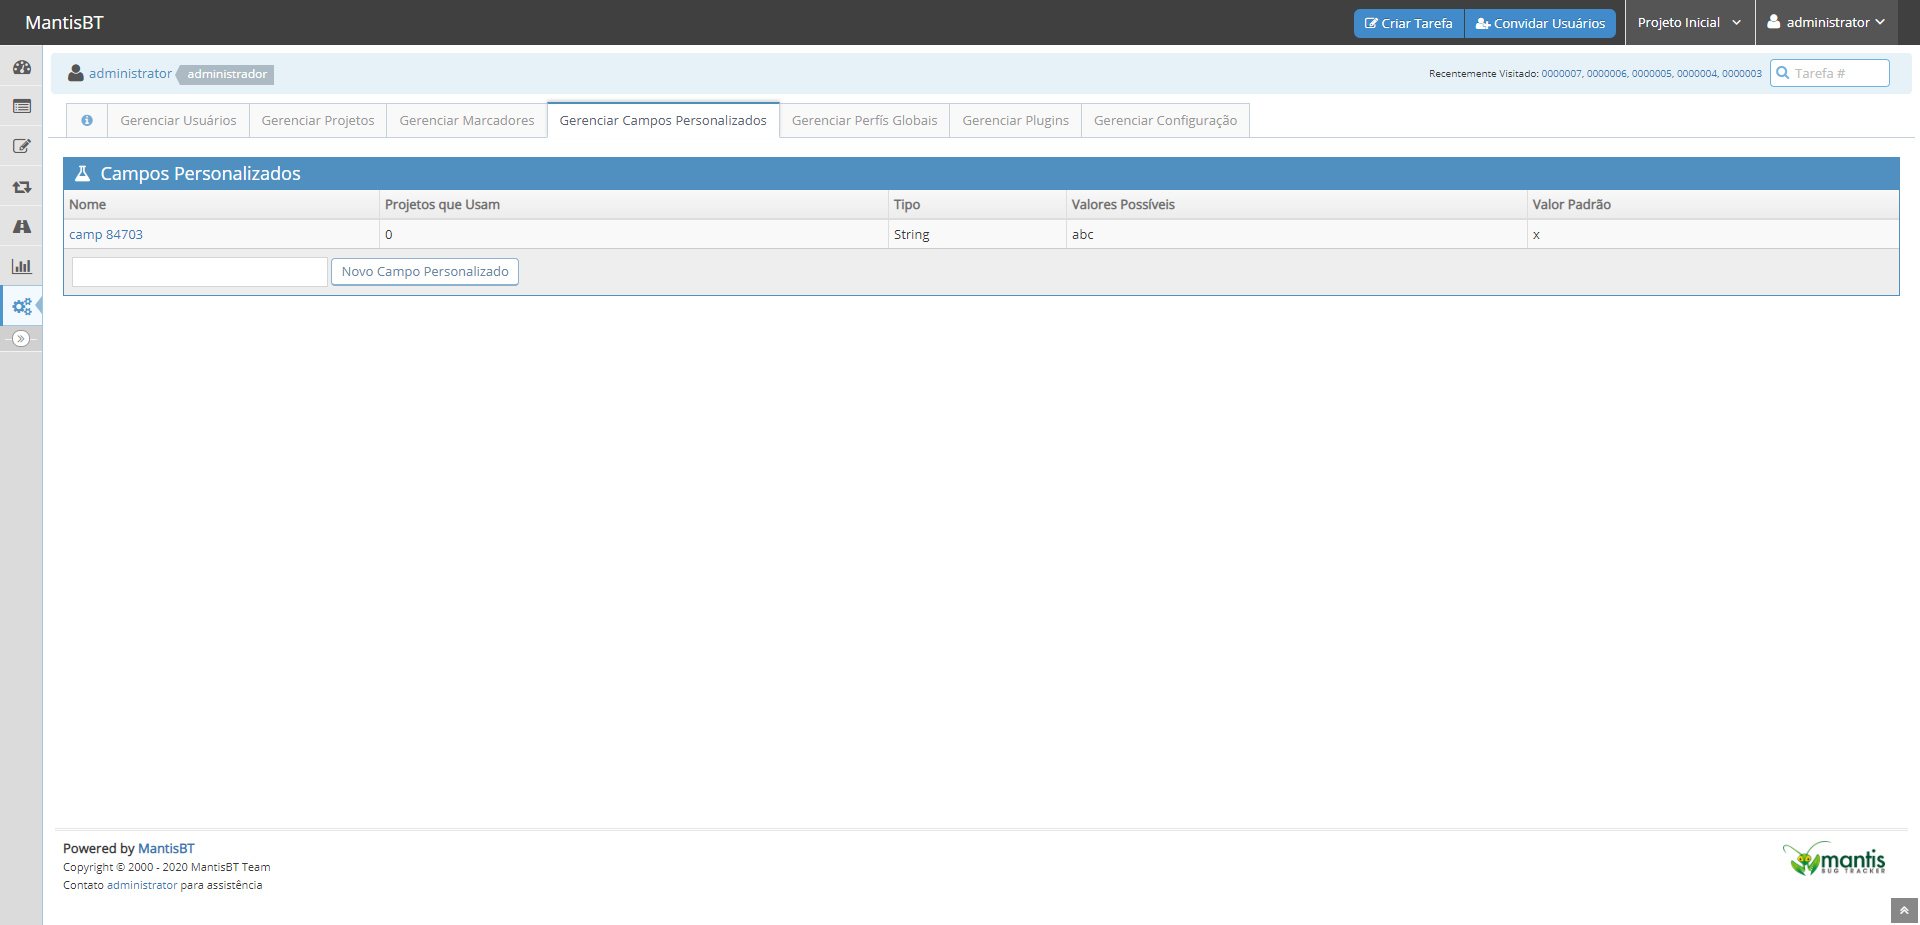 MantisBT
Criar Tarefa
Convidar Usuários
Projeto Inicial
administrator
administrator
administrador
Recentemente Visitado: 0000007, 0000006, 0000005, 0000004, 0000003
Tarefa #
Gerenciar Usuários
Gerenciar Projetos
Gerenciar Marcadores
Gerenciar Campos Personalizados
Gerenciar Perfís Globais
Gerenciar Plugins
Gerenciar Configuração
Campos Personalizados
Nome Projetos que Usam Tipo Valores Possíveis Valor Padrão
camp 84703 0 String abc x
Novo Campo Personalizado
Powered by MantisBT
Copyright © 2000 - 2020 MantisBT Team
Contato administrator para assistência
mantis
BUG TRACKER